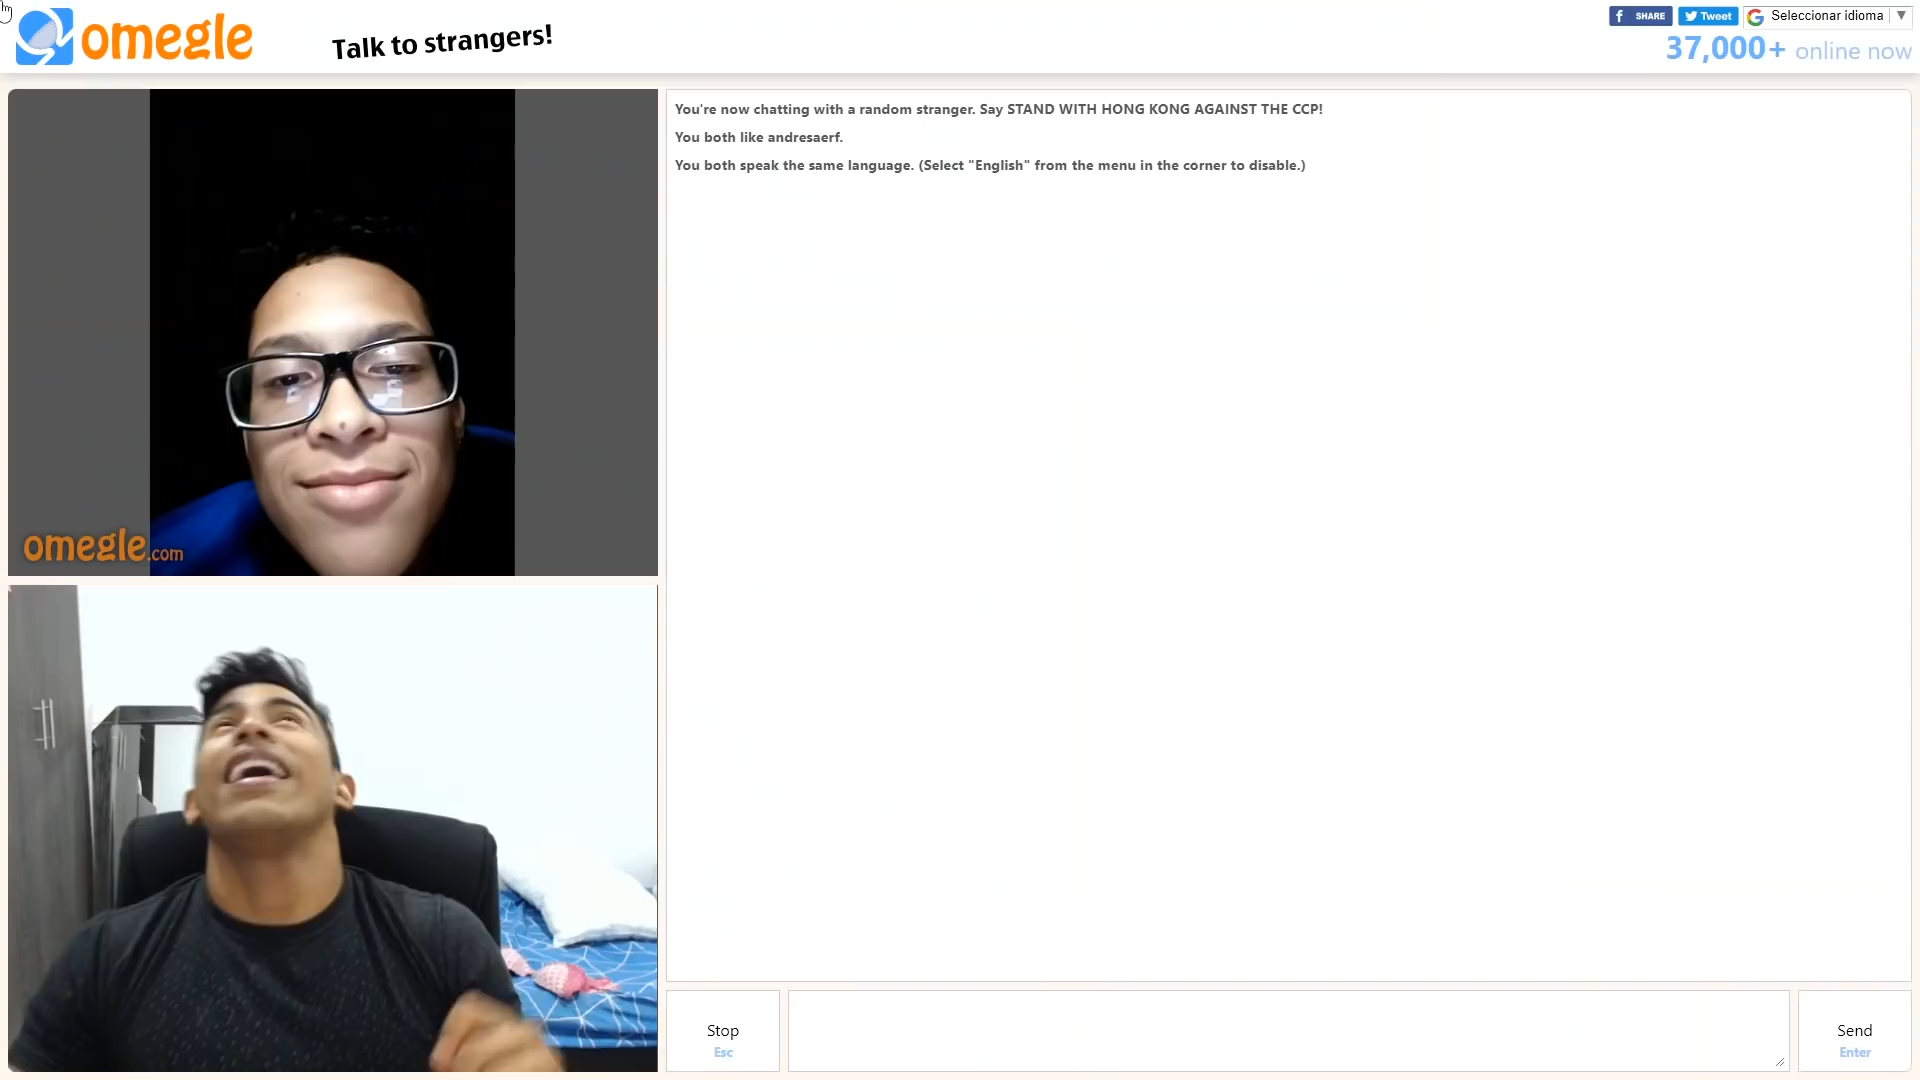 omegle
Talk to strangers!
SHARE
Tweet
Seleccionar idioma
37,000+ online now
You're now chatting with a random stranger. Say STAND WITH HONG KONG AGAINST THE CCP!
You both like andresaerf.
You both speak the same language. (Select "English" from the menu in the corner to disable.)
omegle.com
Stop
Esc
Send
Enter